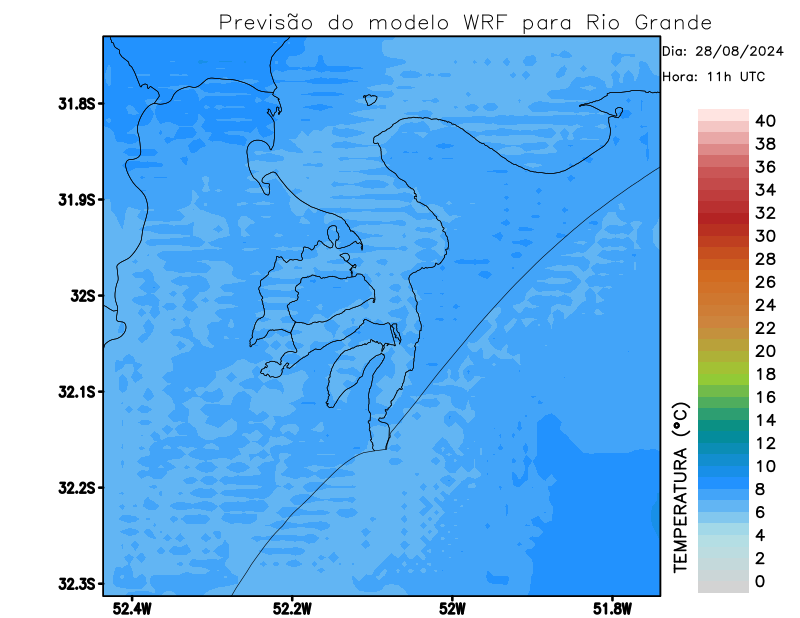 Previsão do modelo WRF para Rio Grande
Dia: 28/08/2024
Hora: 11h UTC
31.8S
31.9S
32S
32.1S
32.2S
32.3S
52.4W
52.2W
52W
51.8W
TEMPERATURA (°C)
40
38
36
34
32
30
28
26
24
22
20
18
16
14
12
10
8
6
4
2
0